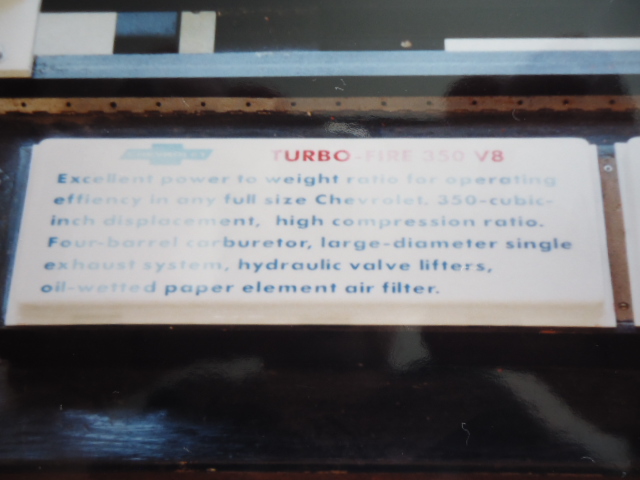 CHEVROLET TURBO-FIRE 350 V8
Excellent power to weight ratio for operating
effiency in any full size Chevrolet, 350-cubic-
inch displacement, high compression ratio.
Four-barrel carburetor, large-diameter single
exhaust system, hydraulic valve lifters,
oil-wetted paper element air filter.